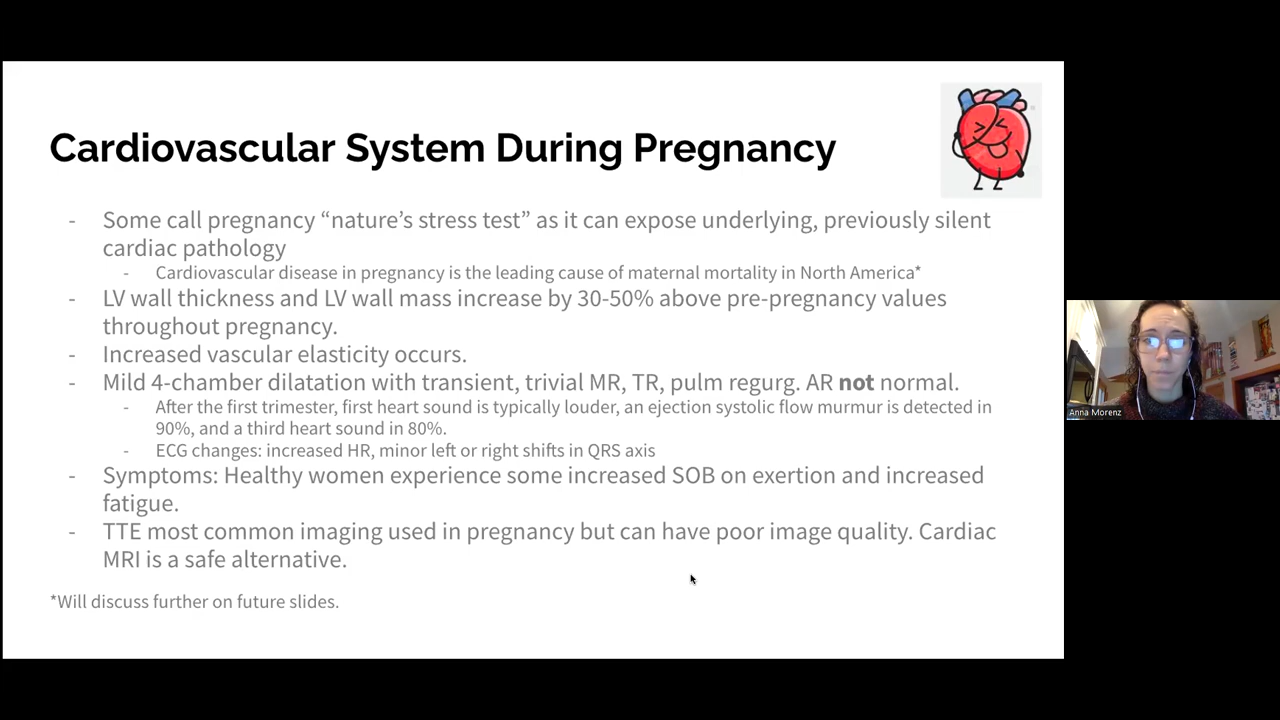 Cardiovascular System During Pregnancy
- Some call pregnancy “nature’s stress test” as it can expose underlying, previously silent
cardiac pathology
- Cardiovascular disease in pregnancy is the leading cause of maternal mortality in North America*
- LV wall thickness and LV wall mass increase by 30-50% above pre-pregnancy values
throughout pregnancy.
- Increased vascular elasticity occurs.
- Mild 4-chamber dilatation with transient, trivial MR, TR, pulm regurg. AR not normal.
- After the first trimester, first heart sound is typically louder, an ejection systolic flow murmur is detected in
90%, and a third heart sound in 80%.
- ECG changes: increased HR, minor left or right shifts in QRS axis
- Symptoms: Healthy women experience some increased SOB on exertion and increased
fatigue.
- TTE most common imaging used in pregnancy but can have poor image quality. Cardiac
MRI is a safe alternative.
*Will discuss further on future slides.
Anna Morenz